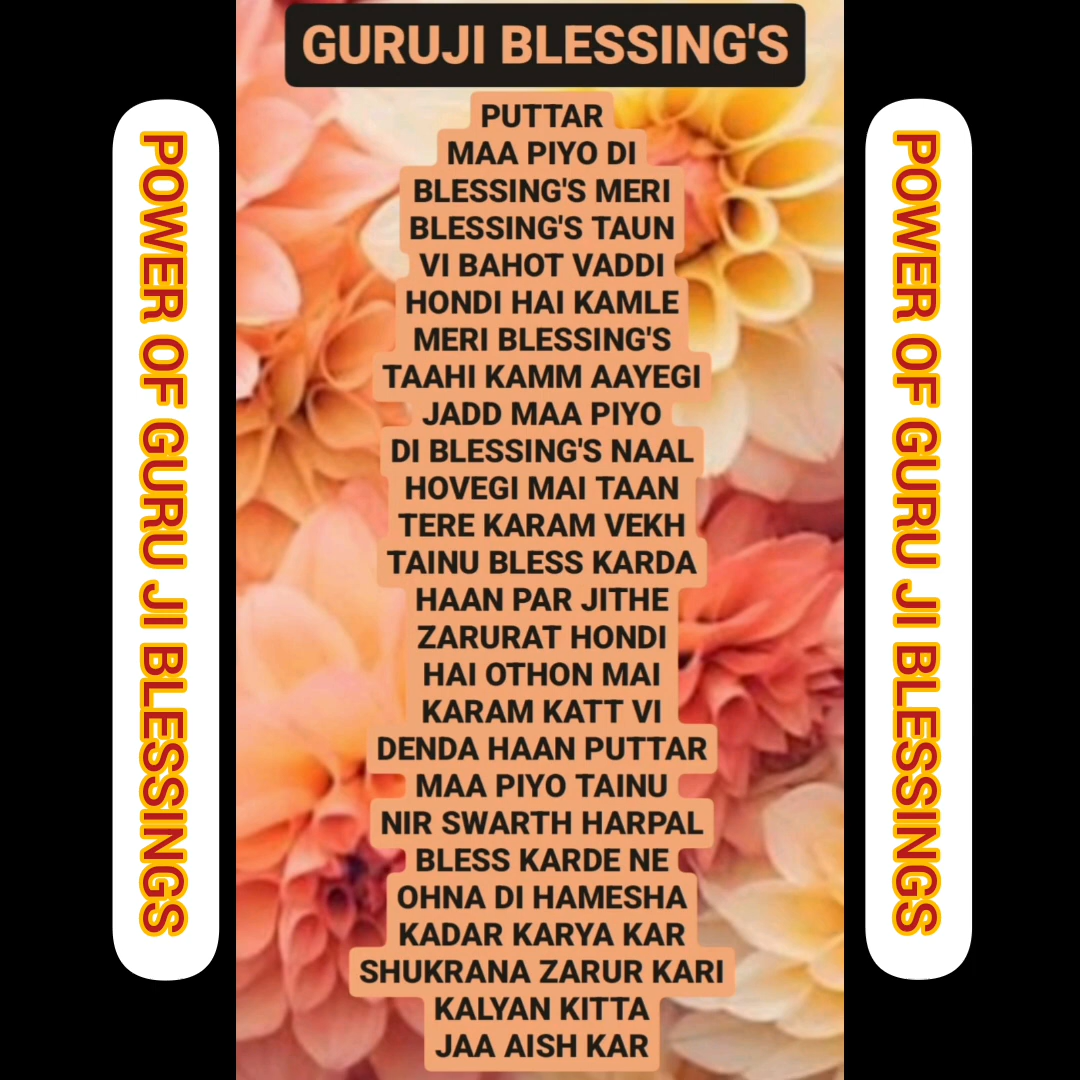 GURUJI BLESSING'S
PUTTAR
MAA PIYO DI
BLESSING'S MERI
BLESSING'S TAUN
VI BAHOT VADDI
HONDI HAI KAMLE
MERI BLESSING'S
TAAHI KAMM AAYEGI
JADD MAA PIYO
DI BLESSING'S NAAL
HOVEGI MAI TAAN
TERE KARAM VEKH
TAINU BLESS KARDA
HAAN PAR JITHE
ZARURAT HONDI
HAI OTHON MAI
KARAM KATT VI
DENDA HAAN PUTTAR
MAA PIYO TAINU
NIR SWARTH HARPAL
BLESS KARDE NE
OHNA DI HAMESHA
KADAR KARYA KAR
SHUKRANA ZARUR KARI
KALYAN KITTA
JAA AISH KAR
POWER OF GURU JI BLESSINGS
POWER OF GURU JI BLESSINGS